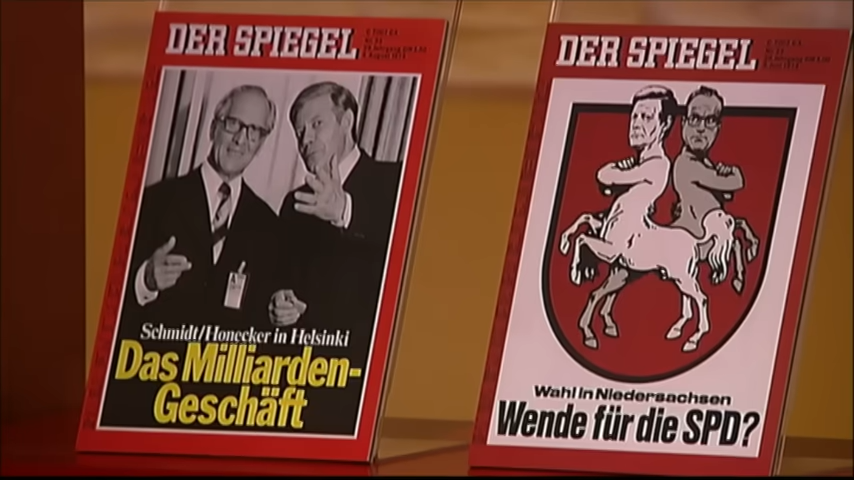 DER SPIEGEL
Schmidt/Honecker in Helsinki
Das Milliarden-
Geschäft
DER SPIEGEL
Wahl in Niedersachsen
Wende für die SPD?